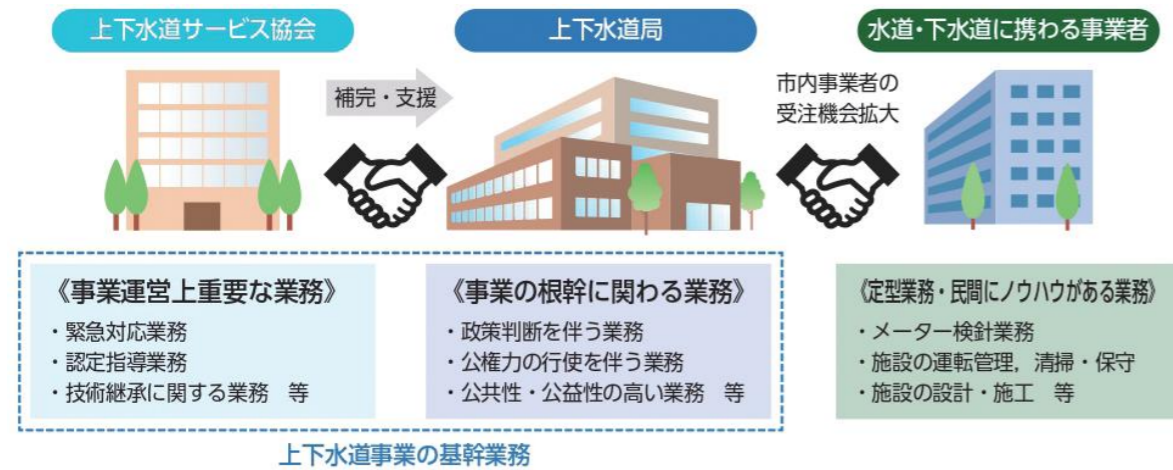 上下水道サービス協会
上下水道局
水道・下水道に携わる事業者
補完・支援
市内事業者の
受注機会拡大
《事業運営上重要な業務》
・緊急対応業務
・認定指導業務
・技術継承に関する業務　等
《事業の根幹に関わる業務》
・政策判断を伴う業務
・公権力の行使を伴う業務
・公共性・公益性の高い業務　等
《定型業務・民間にノウハウがある業務》
・メーター検針業務
・施設の運転管理，清掃・保守
・施設の設計・施工　等
上下水道事業の基幹業務